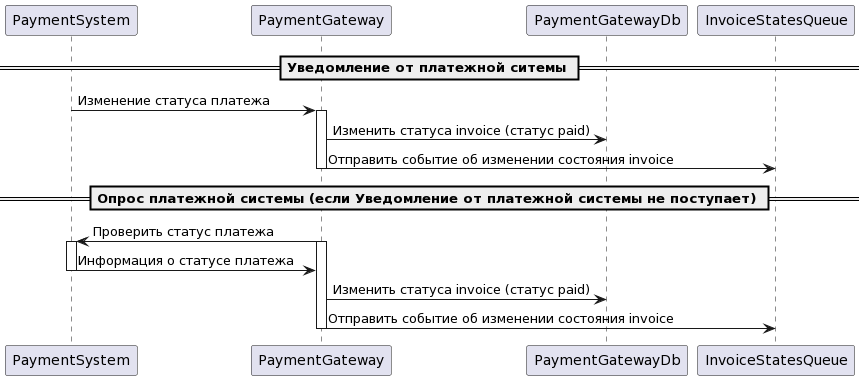 PaymentSystem PaymentGateway PaymentGatewayDb InvoiceStatesQueue
Уведомление от платежной ситемы
Изменение статуса платежа
Изменить статуса invoice (статус paid)
Отправить событие об изменении состояния invoice
Опрос платежной системы (если Уведомление от платежной системы не поступает)
Проверить статус платежа
Информация о статусе платежа
Изменить статуса invoice (статус paid)
Отправить событие об изменении состояния invoice
PaymentSystem PaymentGateway PaymentGatewayDb InvoiceStatesQueue